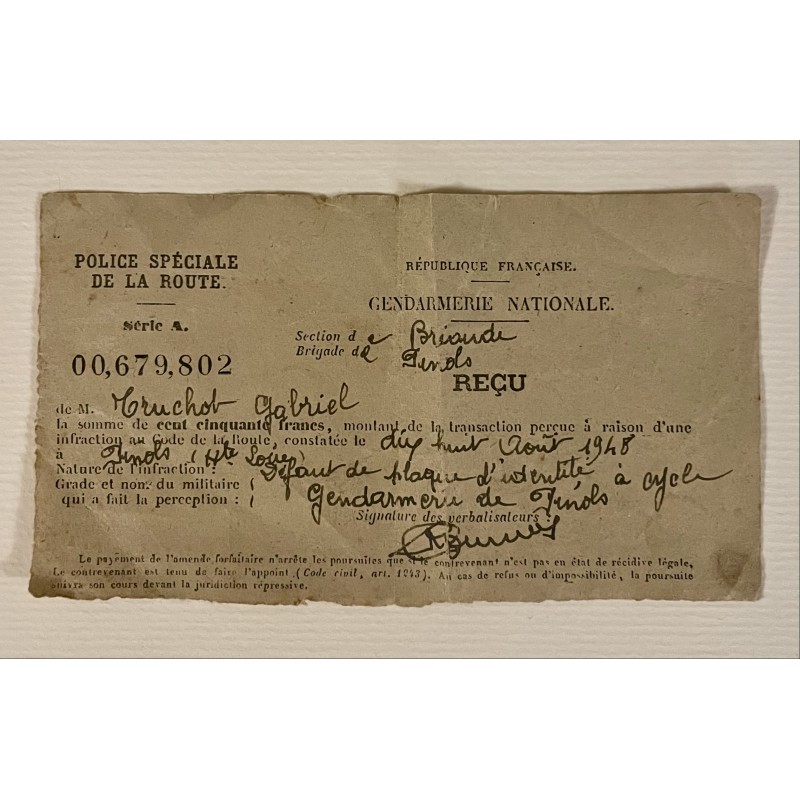 POLICE SPÉCIALE
DE LA ROUTE.
Série A.
00,679,802
RÉPUBLIQUE FRANÇAISE.
GENDARMERIE NATIONALE.
Section de Brioude
Brigade de Pinols
REÇU
de M. Truchot Gabriel
la somme de cent cinquante francs, montant de la transaction perçue à raison d'une
infraction au Code de la Route, constatée le dix huit Août 1948
à Pinols (Hte Loire)
Nature de l'infraction : Défaut de plaque d'identité à cycle
Grade et nom du militaire
qui a fait la perception : Gendarmerie de Pinols
Signature des verbalisateurs :
Le payement de l'amende forfaitaire n'arrête les poursuites que si le contrevenant n'est pas en état de récidive légale,
Le contrevenant est tenu de faire l'appoint (Code civil, art. 1243). Au cas de refus ou d'impossibilité, la poursuite
suivra son cours devant la juridiction répressive.